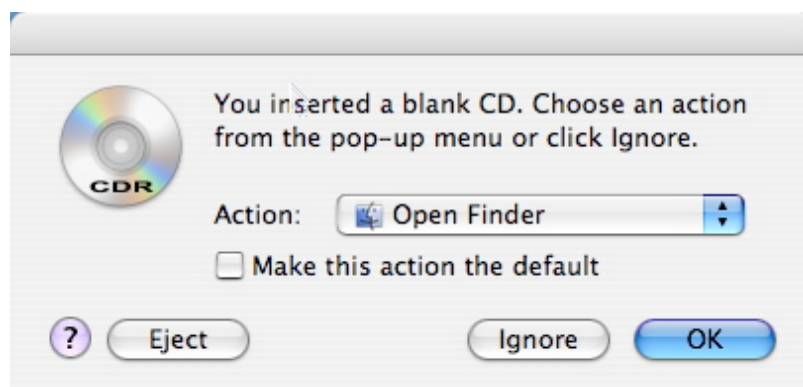 You inserted a blank CD. Choose an action
from the pop-up menu or click Ignore.
CDR
Action: Open Finder
Make this action the default
? Eject Ignore OK